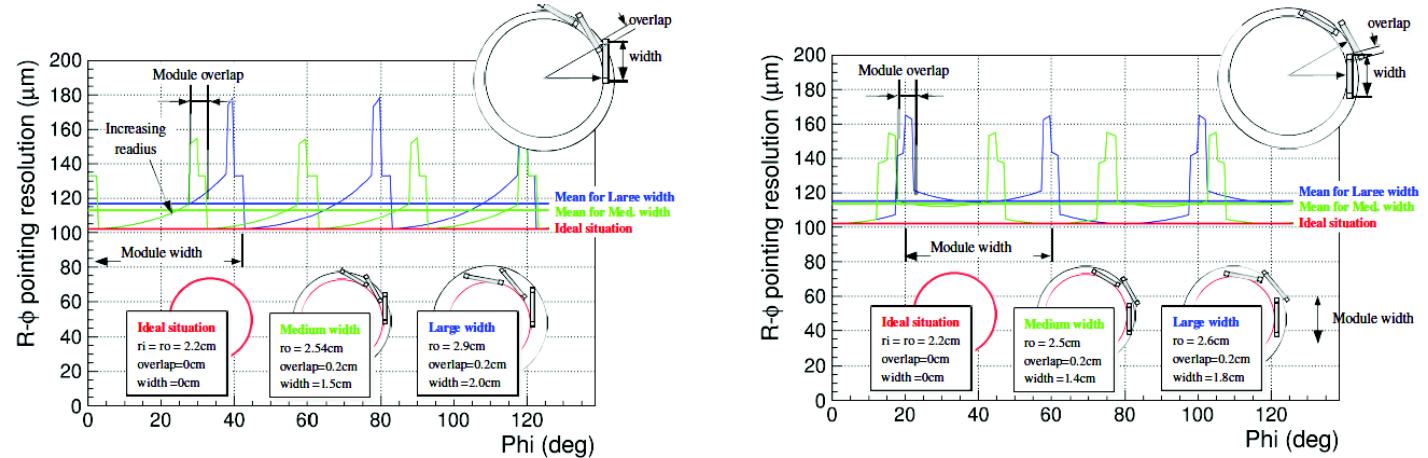 R-ϕ pointing resolution (μm)
200
180
160
140
120
100
80
60
40
20
0
overlap
width
Module overlap
Increasing
readius
Mean for Large width
Mean for Med. width
Ideal situation
Module width
Ideal situation
ri = ro = 2.2cm
overlap=0cm
width =0cm
Medium width
ro = 2.54cm
overlap=0.2cm
width =1.5cm
Large width
ro = 2.9cm
overlap=0.2cm
width =2.0cm
0 20 40 60 80 100 120
Phi (deg)
R-ϕ pointing resolution (μm)
200
180
160
140
120
100
80
60
40
20
0
overlap
width
Module overlap
Mean for Large width
Mean for Med. width
Ideal situation
Module width
Module width
Ideal situation
ri = ro = 2.2cm
overlap=0cm
width =0cm
Medium width
ro = 2.5cm
overlap=0.2cm
width =1.4cm
Large width
ro = 2.6cm
overlap=0.2cm
width =1.8cm
0 20 40 60 80 100 120
Phi (deg)